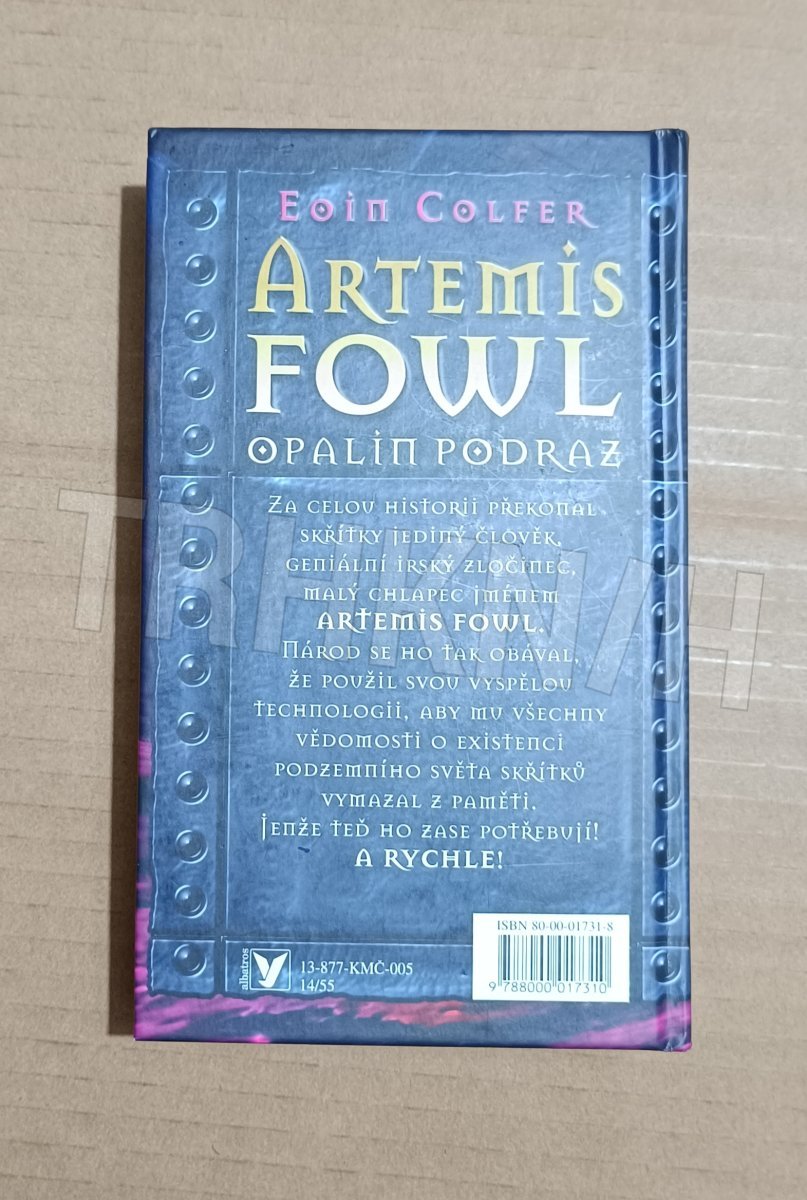 Eoin Colfer
Artemis
Fowl
Opalin podraz
Za celou historii překonal
skřítky jediný člověk,
geniální irský zločinec,
malý chlapec jménem
ARTEMIS FOWL.
Národ se ho tak obával,
že použil svou vyspělou
technologii, aby mu všechny
vědomosti o existenci
podzemního světa skřítků
vymazal z paměti.
Jenže teď ho zase potřebují!
A RYCHLE!
ISBN 80-00-01731-8
9 788000 017310
albatros
13-877-KMČ-005
14/55
TRHKNIH